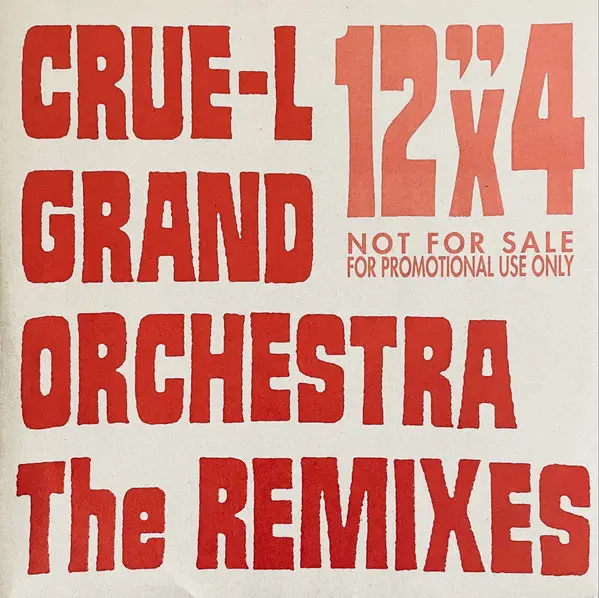 CRUE-L
GRAND
ORCHESTRA
The REMIXES
12"x4
NOT FOR SALE
FOR PROMOTIONAL USE ONLY